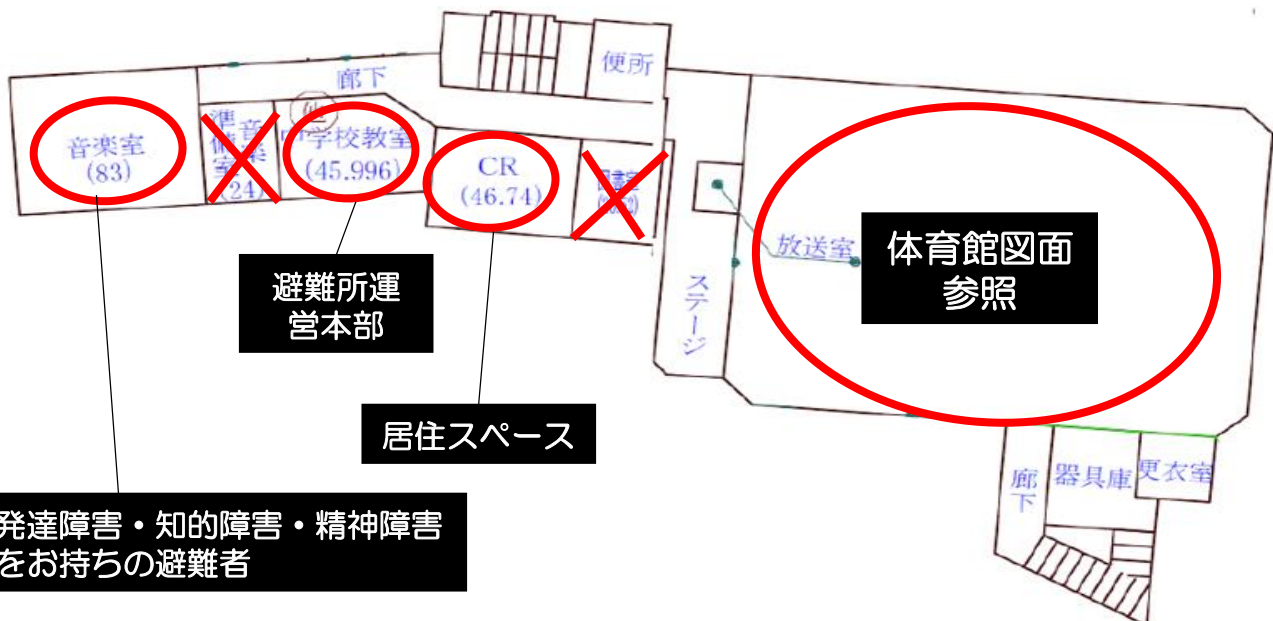 便所
廊下
音楽室
(83)
音楽
準備室
(24)
他
中学校教室
(45.996)
CR
(46.74)
図書室
放送室
体育館図面
参照
ステージ
避難所運
営本部
居住スペース
発達障害・知的障害・精神障害
をお持ちの避難者
廊下
器具庫
更衣室